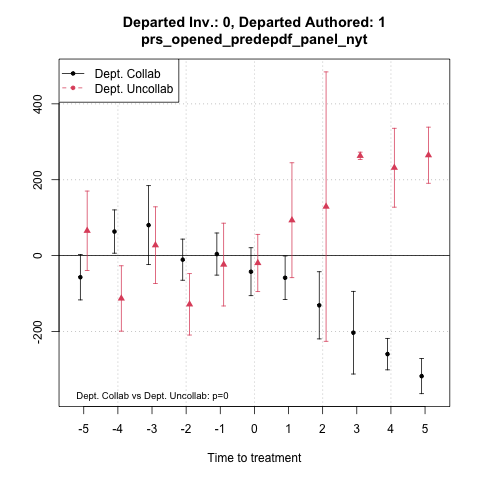 Departed Inv.: 0, Departed Authored: 1
prs_opened_predepdf_panel_nyt
Dept. Collab
Dept. Uncollab
400
200
0
-200
Dept. Collab vs Dept. Uncollab: p=0
-5 -4 -3 -2 -1 0 1 2 3 4 5
Time to treatment